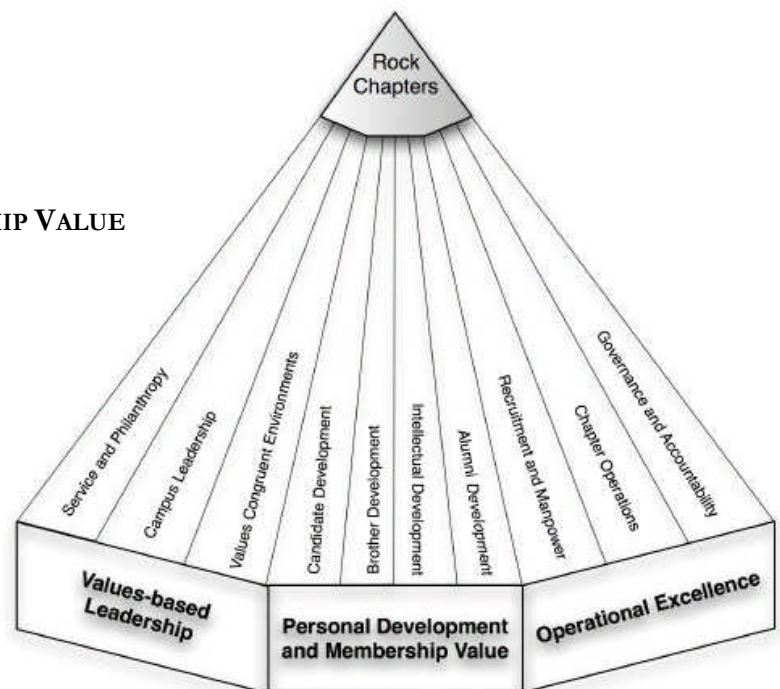 Rock
Chapters
HIP VALUE
Service and Philanthropy
Campus Leadership
Values Congruent Environments
Candidate Development
Brother Development
Intellectual Development
Alumni Development
Recruitment and Manpower
Chapter Operations
Governance and Accountability
Values-based
Leadership
Personal Development
and Membership Value
Operational Excellence